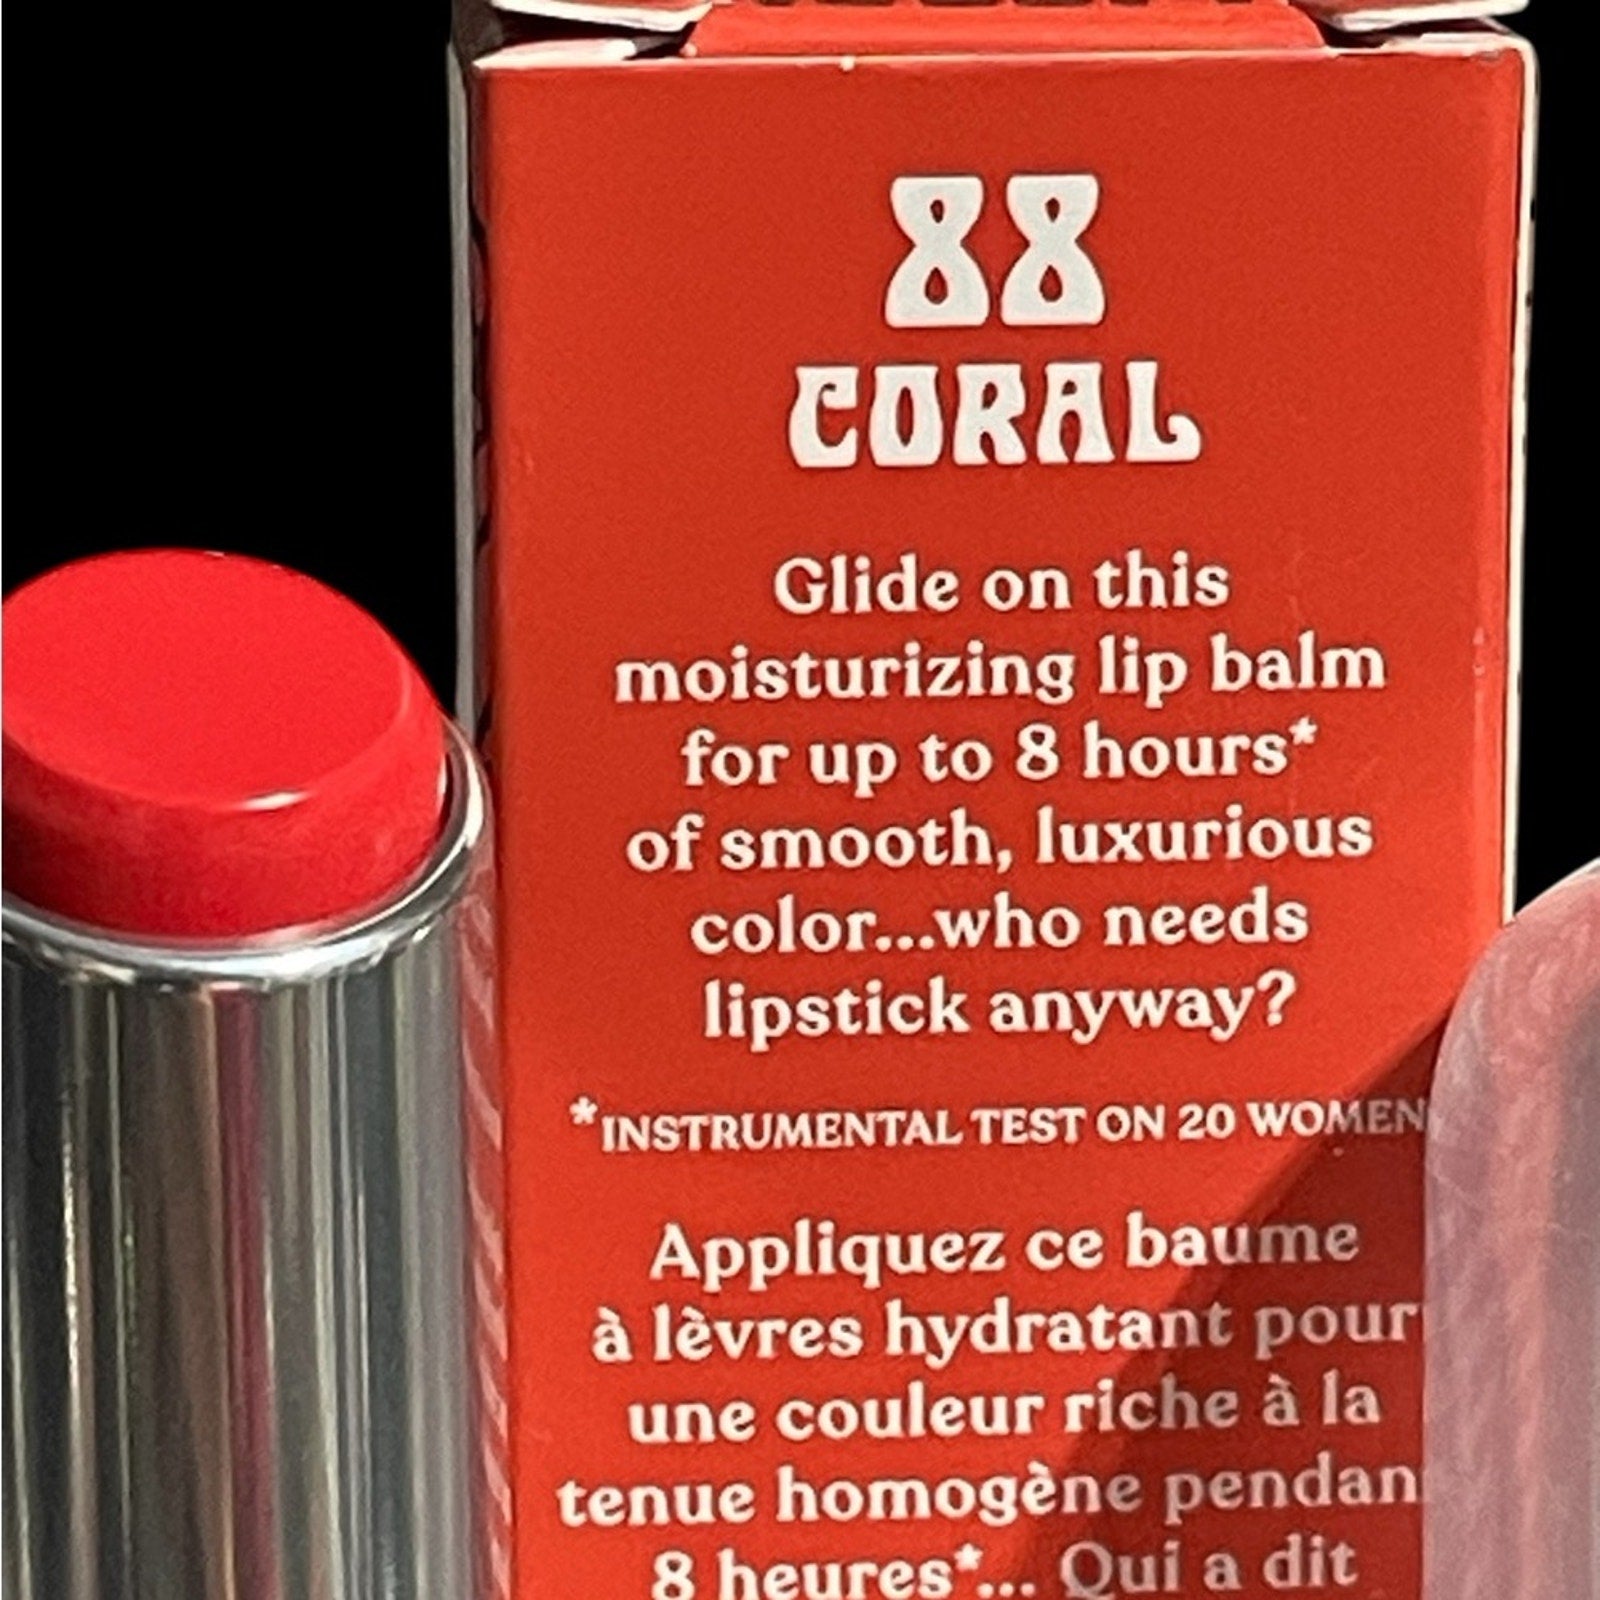 88
CORAL
Glide on this
moisturizing lip balm
for up to 8 hours*
of smooth, luxurious
color...who needs
lipstick anyway?
*INSTRUMENTAL TEST ON 20 WOMEN
Appliquez ce baume
à lèvres hydratant pour
une couleur riche à la
tenue homogène pendan
8 heures*... Qui a dit